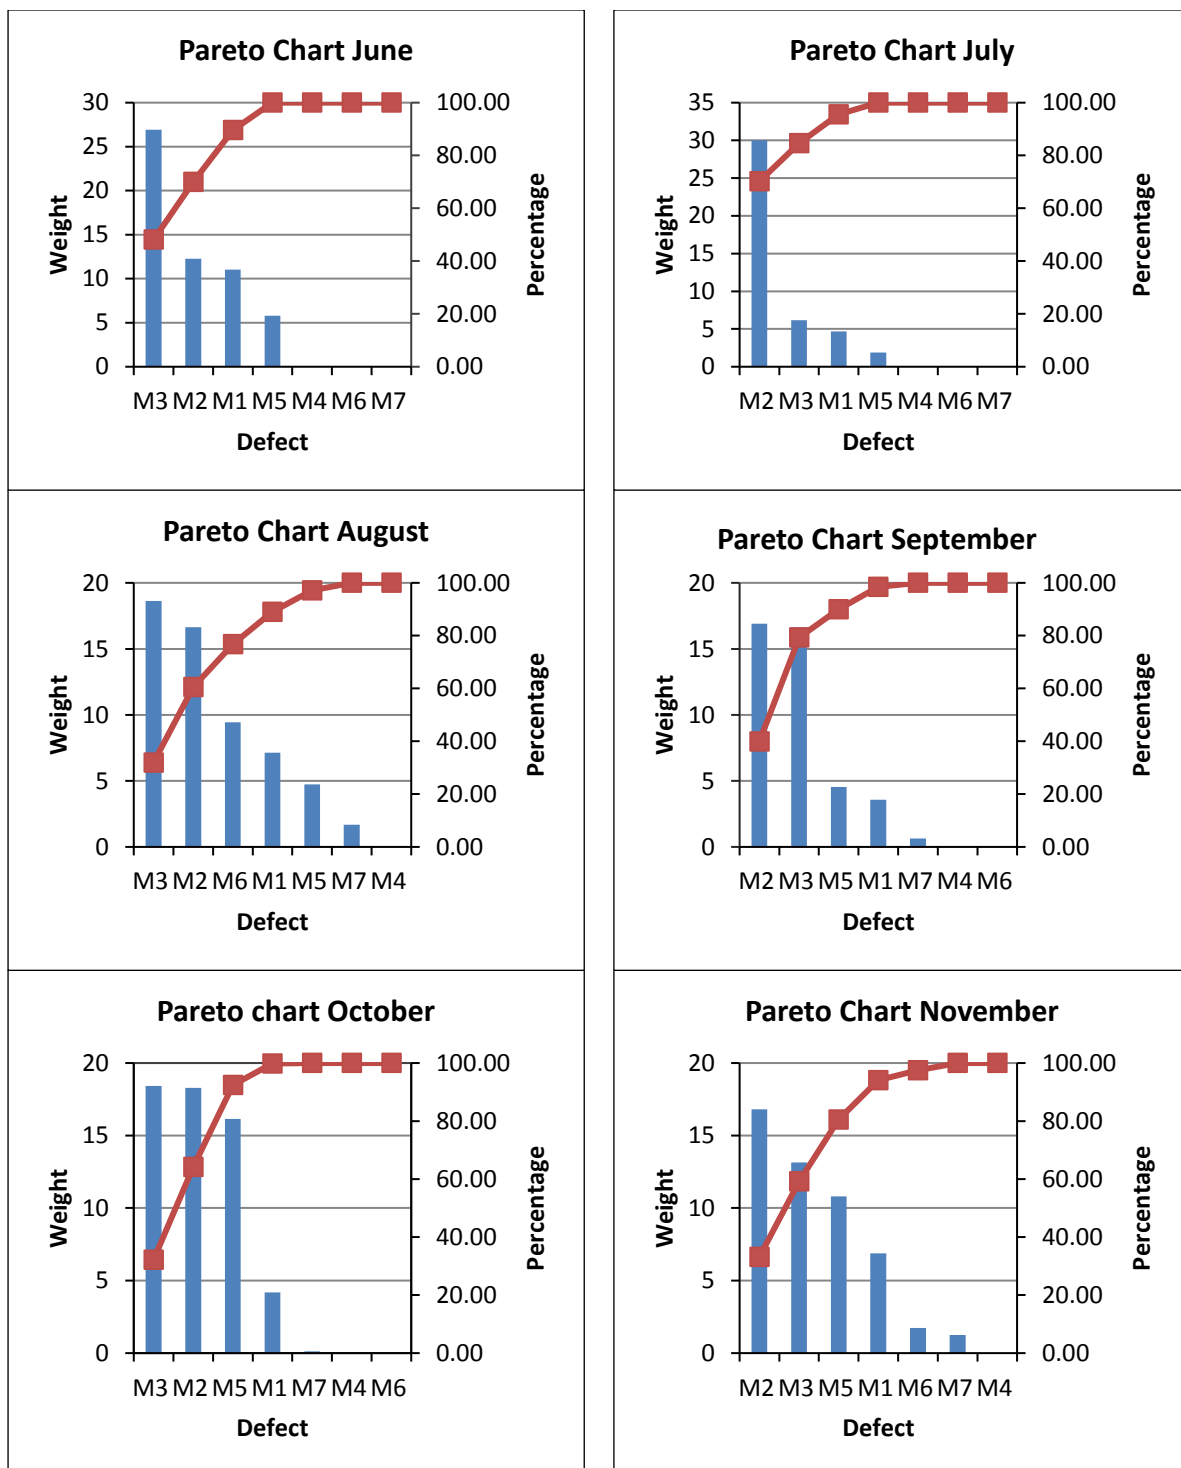 Pareto Chart June
30
25
20
15
10
5
0
100.00
80.00
60.00
40.00
20.00
0.00
Weight
Percentage
M3 M2 M1 M5 M4 M6 M7
Defect
Pareto Chart July
35
30
25
20
15
10
5
0
100.00
80.00
60.00
40.00
20.00
0.00
Weight
Percentage
M2 M3 M1 M5 M4 M6 M7
Defect
Pareto Chart August
20
15
10
5
0
100.00
80.00
60.00
40.00
20.00
0.00
Weight
Percentage
M3 M2 M6 M1 M5 M7 M4
Defect
Pareto Chart September
20
15
10
5
0
100.00
80.00
60.00
40.00
20.00
0.00
Weight
Percentage
M2 M3 M5 M1 M7 M4 M6
Defect
Pareto chart October
20
15
10
5
0
100.00
80.00
60.00
40.00
20.00
0.00
Weight
Percentage
M3 M2 M5 M1 M7 M4 M6
Defect
Pareto Chart November
20
15
10
5
0
100.00
80.00
60.00
40.00
20.00
0.00
Weight
Percentage
M2 M3 M5 M1 M6 M7 M4
Defect